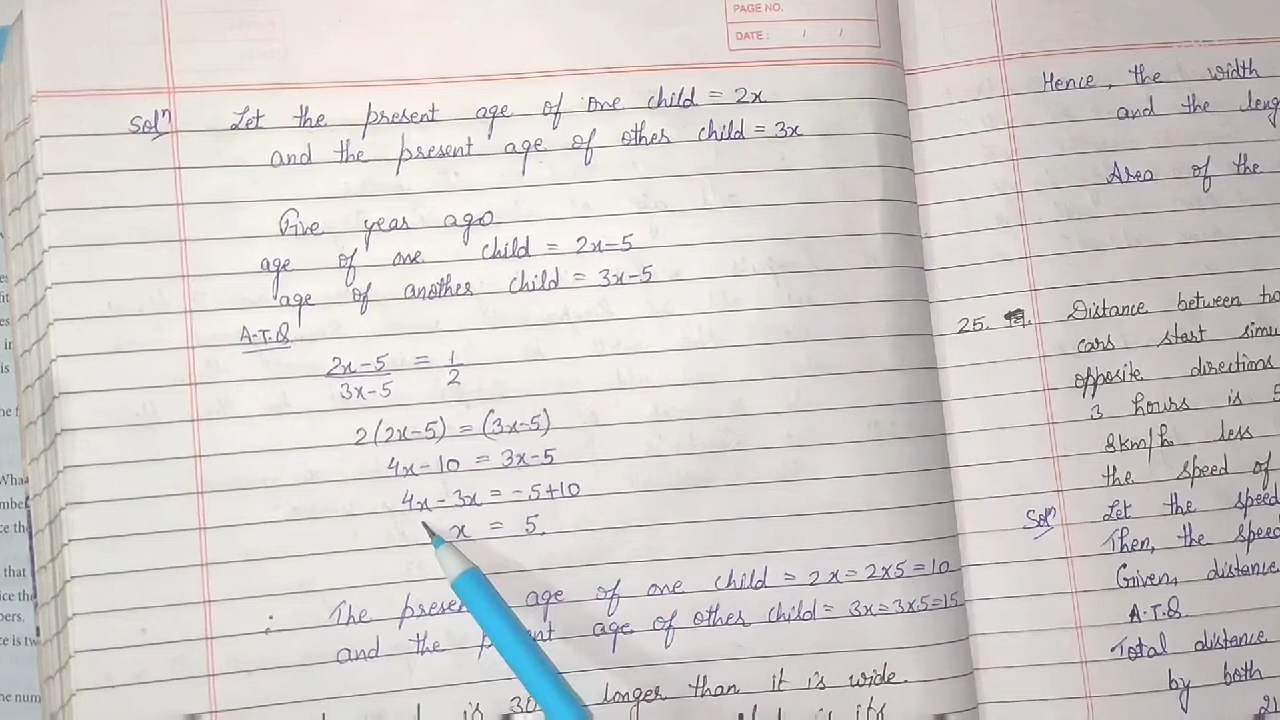 PAGE NO.
DATE : / /
Solⁿ Let the present age of one child = 2x
and the present age of other child = 3x
Five year ago
age of one child = 2x-5
age of another child = 3x-5
A.T.Q
2x-5 / 3x-5 = 1/2
2(2x-5) = (3x-5)
4x-10 = 3x-5
4x-3x = -5+10
x = 5.
∴ The present age of one child = 2x = 2x5 = 10
and the age of other child = 3x = 3x5 = 15
is 30 longer than it is wide.
Hence, the width
and the leng
Area of the
25. Distance between
cars start simu
opposite directions
3 hours is 5
8km/h less
the speed of
Solⁿ Let the speed
Then, the speed
Given, distance
A.T.Q
Total distance
by both